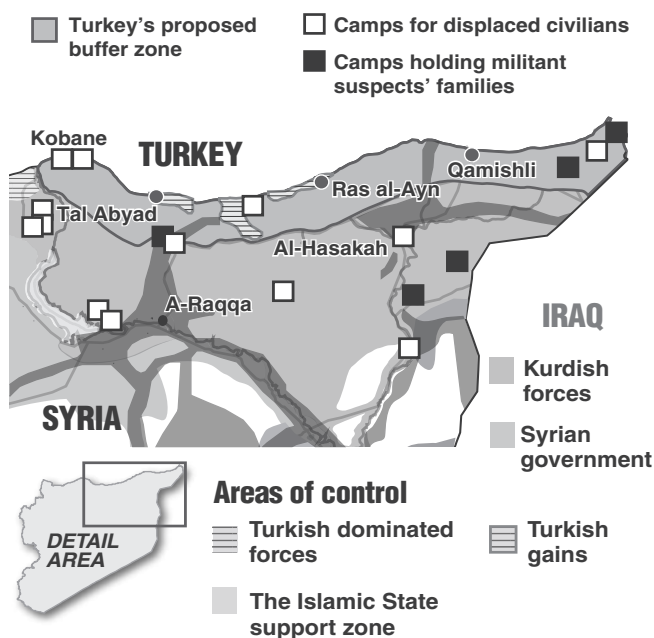 Turkey's proposed
buffer zone
Camps for displaced civilians
Camps holding militant
suspects' families
Kobane
TURKEY
Qamishli
Ras al-Ayn
Tal Abyad
Al-Hasakah
A-Raqqa
IRAQ
Kurdish
forces
SYRIA
Syrian
government
Areas of control
DETAIL
AREA
Turkish dominated
forces
Turkish
gains
The Islamic State
support zone